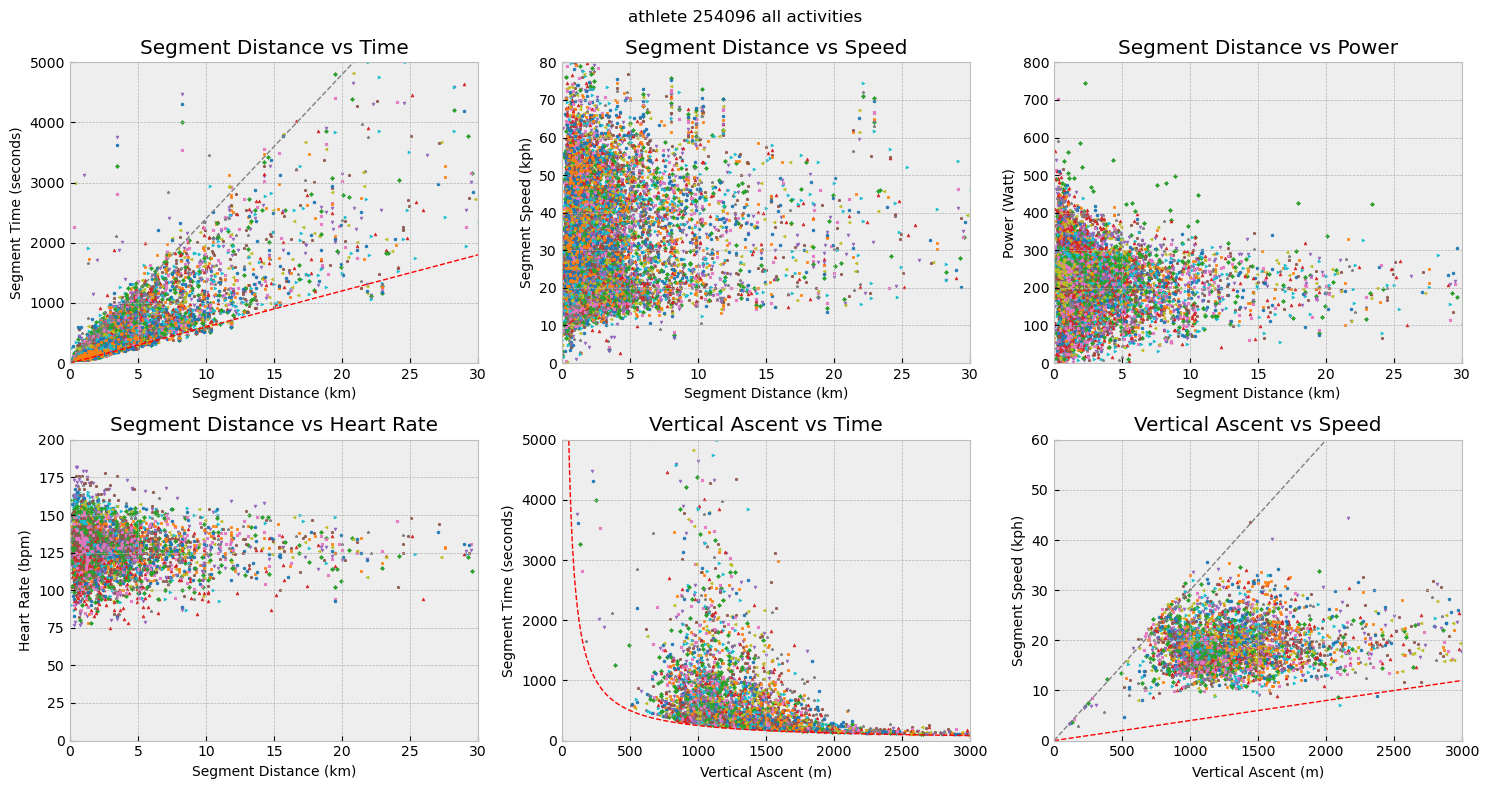 athlete 254096 all activities
Segment Distance vs Time
5000
4000
3000
2000
1000
0
Segment Time (seconds)
0 5 10 15 20 25 30
Segment Distance (km)
Segment Distance vs Speed
80
70
60
50
40
30
20
10
0
Segment Speed (kph)
0 5 10 15 20 25 30
Segment Distance (km)
Segment Distance vs Power
800
700
600
500
400
300
200
100
0
Power (Watt)
0 5 10 15 20 25 30
Segment Distance (km)
Segment Distance vs Heart Rate
200
175
150
125
100
75
50
25
0
Heart Rate (bpm)
0 5 10 15 20 25 30
Segment Distance (km)
Vertical Ascent vs Time
5000
4000
3000
2000
1000
0
Segment Time (seconds)
0 500 1000 1500 2000 2500 3000
Vertical Ascent (m)
Vertical Ascent vs Speed
60
50
40
30
20
10
0
Segment Speed (kph)
0 500 1000 1500 2000 2500 3000
Vertical Ascent (m)